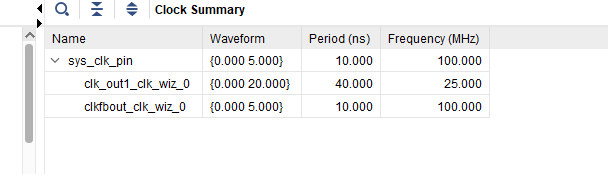 Clock Summary
Name Waveform Period (ns) Frequency (MHz)
sys_clk_pin {0.000 5.000} 10.000 100.000
clk_out1_clk_wiz_0 {0.000 20.000} 40.000 25.000
clkfbout_clk_wiz_0 {0.000 5.000} 10.000 100.000